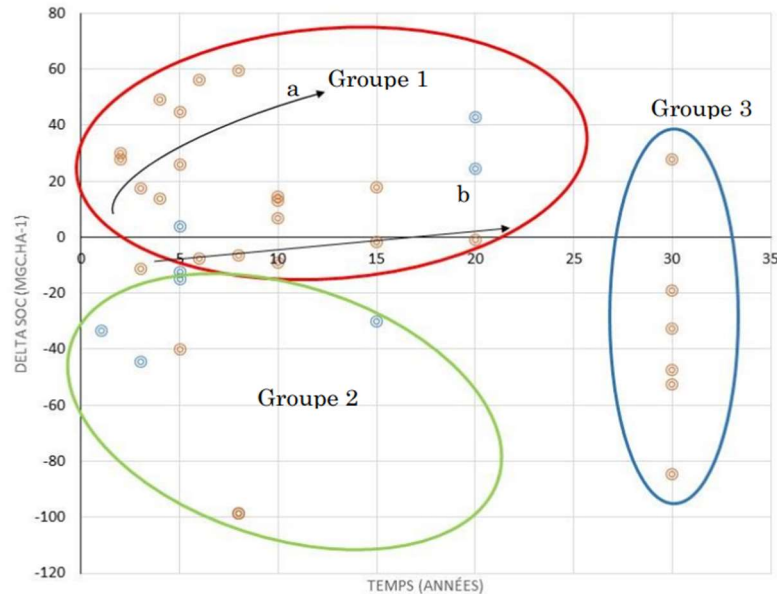 80
60
40
20
0
-20
-40
-60
-80
-100
-120
DELTA SOC (MGC.HA-1)
a
Groupe 1
Groupe 3
b
0 5 10 15 20 25 30 35
Groupe 2
TEMPS (ANNÉES)